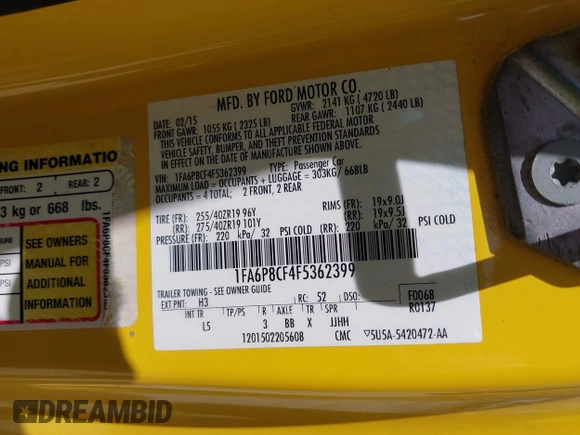 MFD. BY FORD MOTOR CO.
DATE: 02/15 GVWR: 2141 KG ( 4720 LB)
FRONT GAWR: 1055 KG ( 2325 LB) REAR GAWR: 1107 KG ( 2440 LB)
THIS VEHICLE CONFORMS TO ALL APPLICABLE FEDERAL MOTOR
VEHICLE SAFETY, BUMPER, AND THEFT PREVENTION STANDARDS
IN EFFECT ON THE DATE OF MANUFACTURE SHOWN ABOVE.
VIN: 1FA6P8CF4F5362399 TYPE: Passenger Car
MAXIMUM LOAD = OCCUPANTS + LUGGAGE = 303KG/ 668LB
OCCUPANTS = 4 TOTAL; 2 FRONT, 2 REAR
TIRE (FR): 255/40ZR19 96Y RIMS (FR): 19x9.0J
(RR): 275/40ZR19 101Y (RR): 19x9.5J
PRESSURE (FR): 220 kPa/ 32 PSI COLD (RR): 220 kPa/ 32 PSI COLD
1FA6P8CF4F5362399
TRAILER TOWING - SEE OWNER GUIDE
EXT PNT: H3 RC: 52 DSO: F0068
R0137
INT TR TP/PS R AXLE TR SPR
L5 3 BB X JJHH
1201502205608 CMC ▽5U5A-5420472-AA
NG INFORMATIO
FRONT: 2 REAR: 2
3 kg or 668 lbs.
SSURE
PSI
PSI
SEE OWNERS
MANUAL FOR
ADDITIONAL
INFORMATION
1FA6P8CF4F5362399
DREAMBID